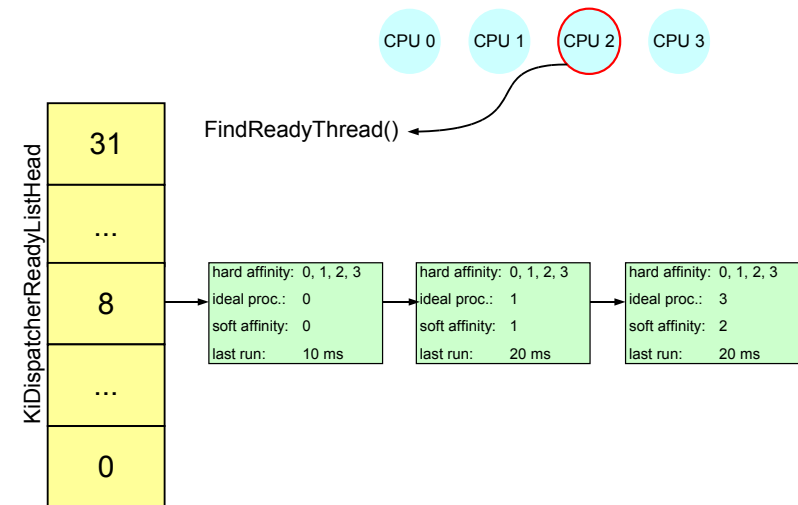 CPU 0 CPU 1 CPU 2 CPU 3
FindReadyThread()
KiDispatcherReadyListHead
31
...
8
...
0
hard affinity: 0, 1, 2, 3
ideal proc.: 0
soft affinity: 0
last run: 10 ms
hard affinity: 0, 1, 2, 3
ideal proc.: 1
soft affinity: 1
last run: 20 ms
hard affinity: 0, 1, 2, 3
ideal proc.: 3
soft affinity: 2
last run: 20 ms